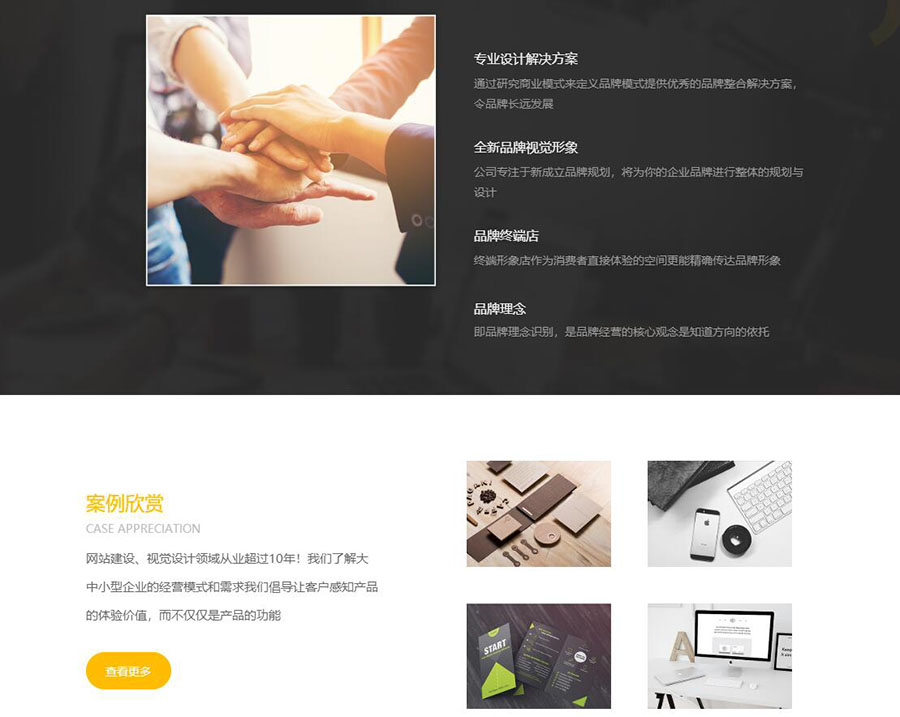 专业设计解决方案
通过研究商业模式来定义品牌模式提供优秀的品牌整合解决方案，
令品牌长远发展
全新品牌视觉形象
公司专注于新成立品牌规划，将为你的企业品牌进行整体的规划与
设计
品牌终端店
终端形象店作为消费者直接体验的空间更能精确传达品牌形象
品牌理念
即品牌理念识别，是品牌经营的核心观念是知道方向的依托
案例欣赏
CASE APPRECIATION
网站建设、视觉设计领域从业超过10年！我们了解大
中小型企业的经营模式和需求我们倡导让客户感知产品
的体验价值，而不仅仅是产品的功能
查看更多
START